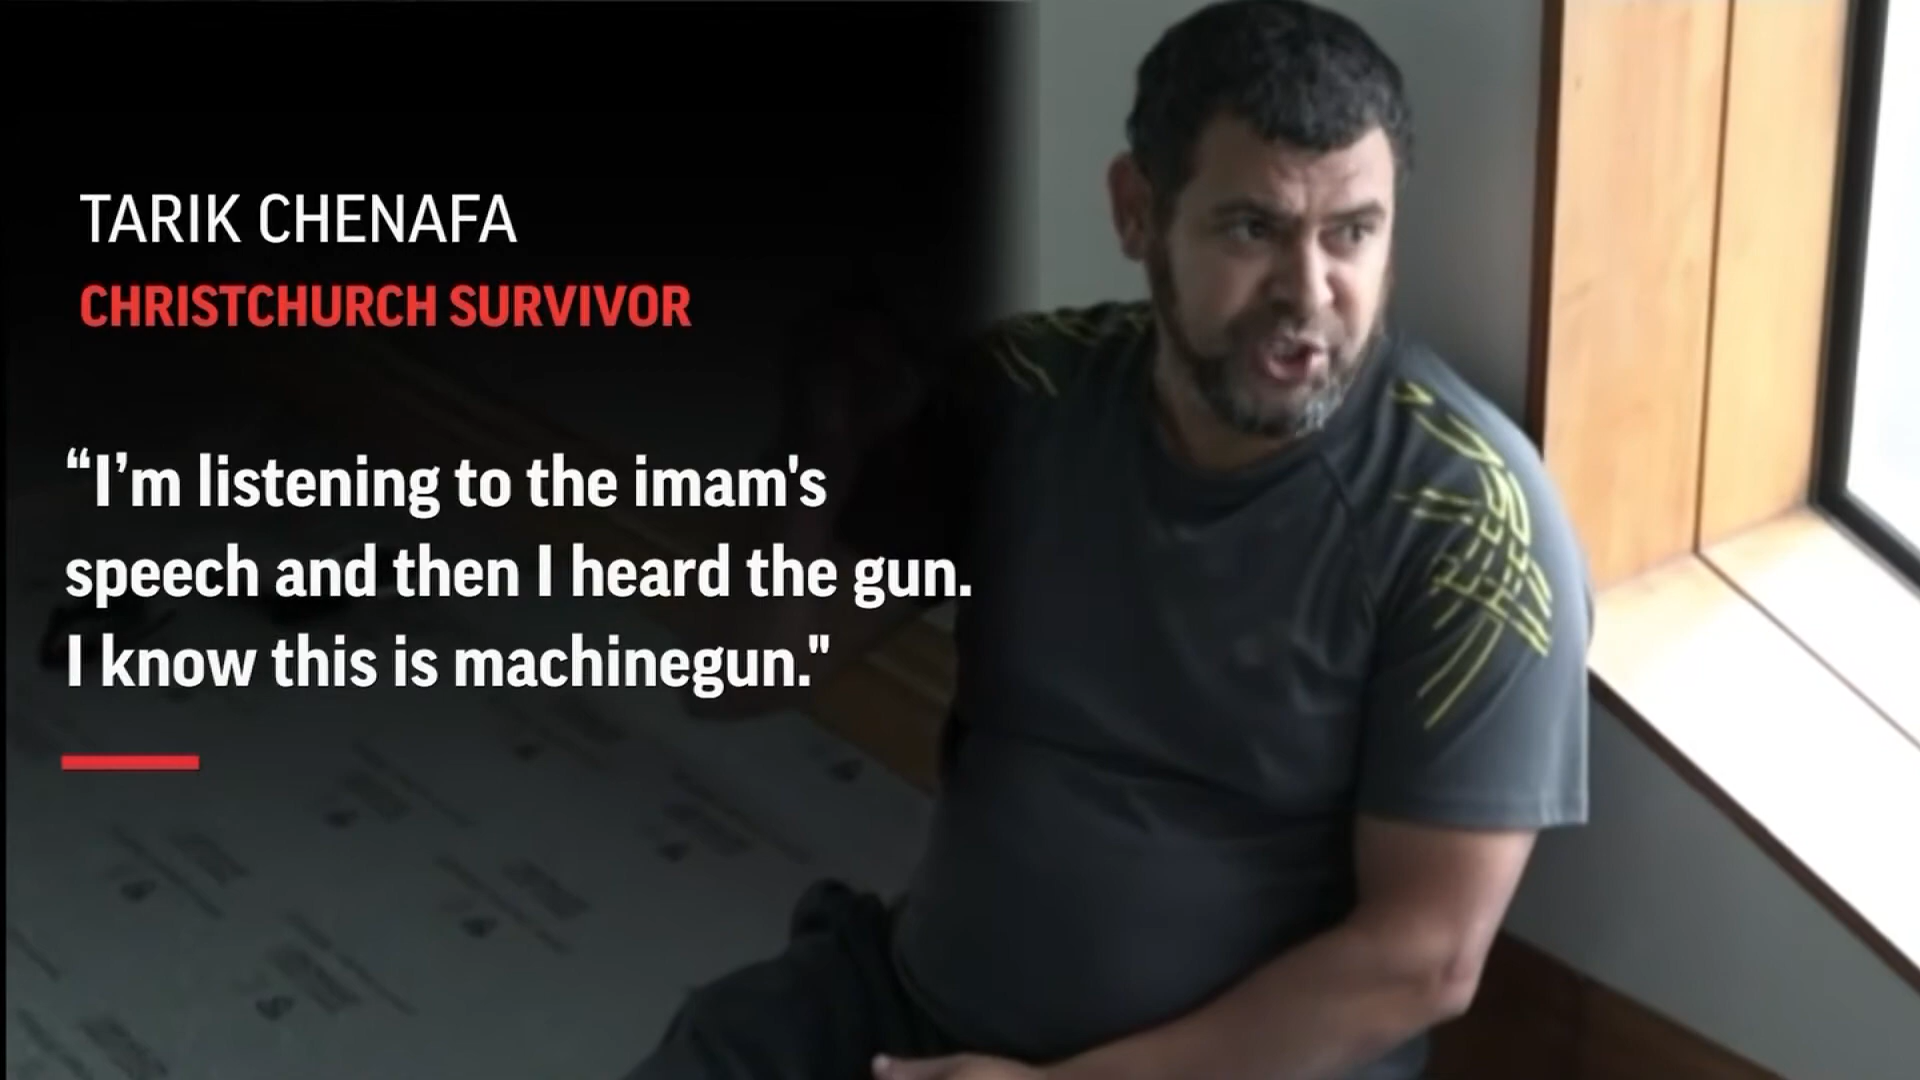 TARIK CHENAFA
CHRISTCHURCH SURVIVOR
“I’m listening to the imam's
speech and then I heard the gun.
I know this is machinegun."